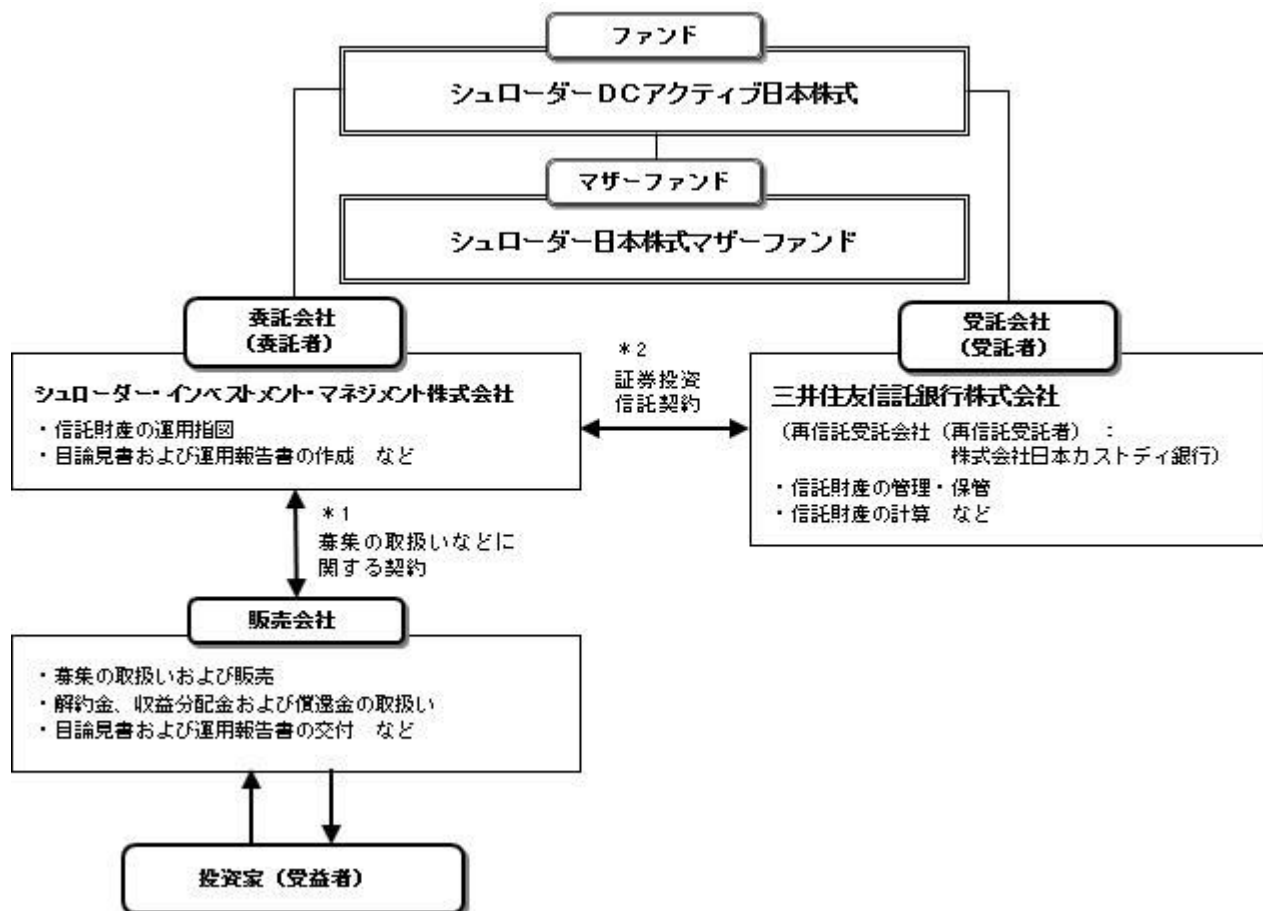 ファンド
シュローダーDCアクティブ日本株式
マザーファンド
シュローダー日本株式マザーファンド
委託会社
(委託者)
シュローダー・インベストメント・マネジメント株式会社
・信託財産の運用指図
・目論見書および運用報告書の作成 など
*2
証券投資
信託契約
受託会社
(受託者)
三井住友信託銀行株式会社
(再信託受託会社(再信託受託者) :
株式会社日本カストディ銀行)
・信託財産の管理・保管
・信託財産の計算 など
*1
募集の取扱いなどに
関する契約
販売会社
・募集の取扱いおよび販売
・解約金、収益分配金および償還金の取扱い
・目論見書および運用報告書の交付 など
投資家(受益者)